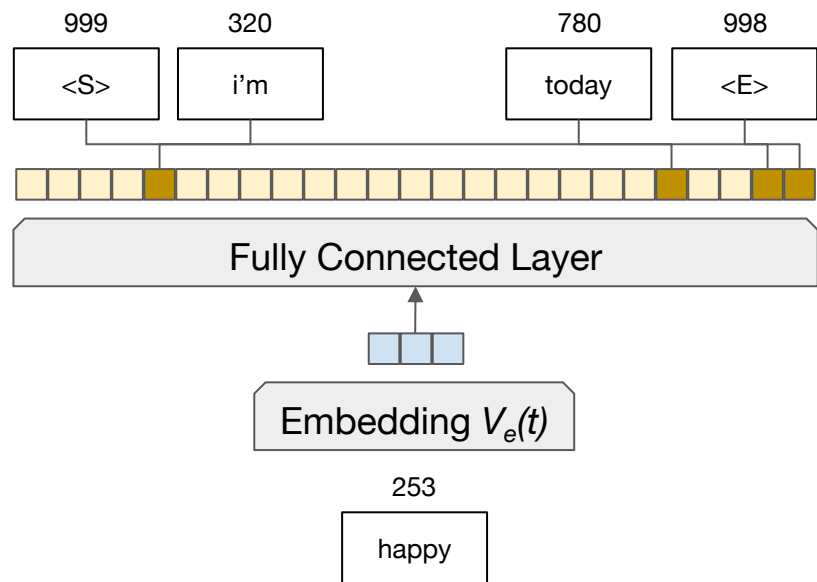 999 320 780 998
<S> i’m today <E>
Fully Connected Layer
Embedding Ve(t)
253
happy